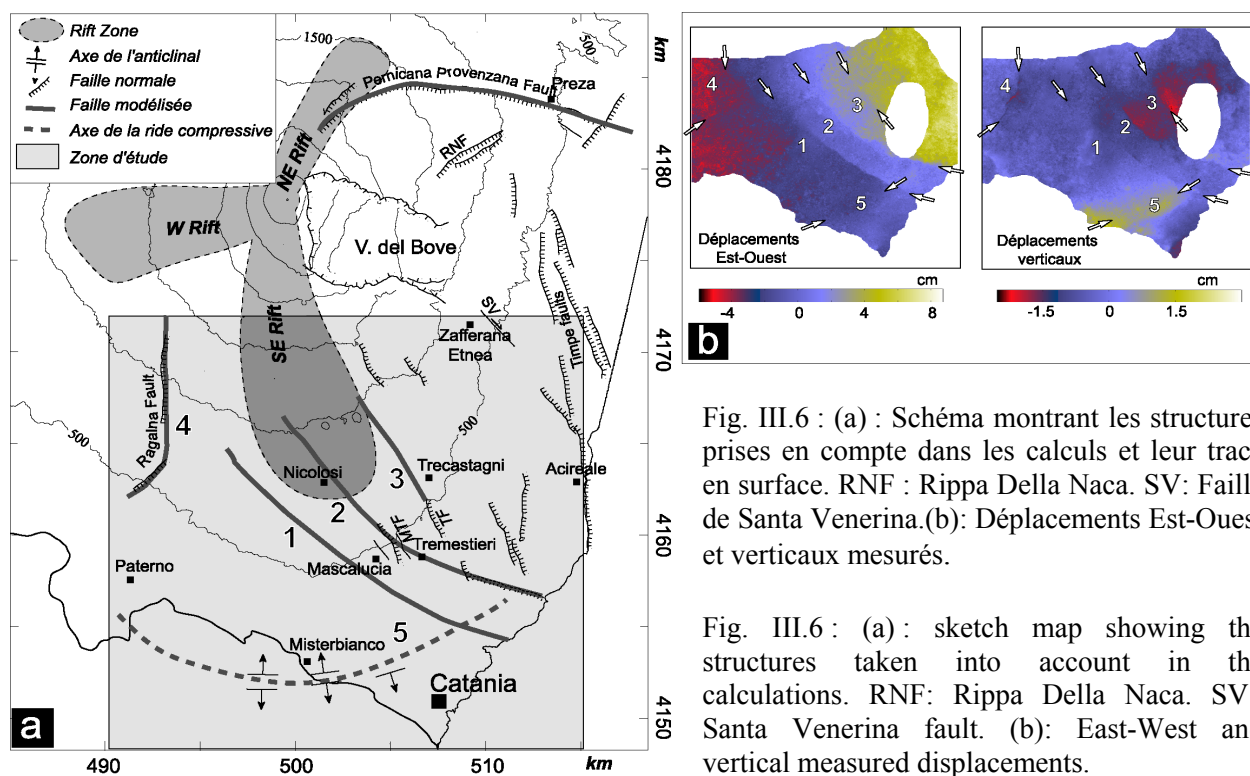 Rift Zone
Axe de l'anticlinal
Faille normale
Faille modélisée
Axe de la ride compressive
Zone d'étude
1500
500
km
Pernicana Provenzana Fault
Preza
RNF
NE Rift
4180
W Rift
V. del Bove
SE Rift
SV
Zafferana
Etnea
Timpe faults
4170
Ragalna Fault
4
500
500
Nicolosi
3
Trecastagni
Acireale
2
1
MTF
TF
Tremestieri
4160
Mascalucia
Paterno
5
Misterbianco
Catania
4150
a
490
500
km
510
4
3
2
1
5
Déplacements
Est-Ouest
4
3
2
1
5
Déplacements
verticaux
cm
-4
0
4
8
cm
-1.5
0
1.5
b
Fig. III.6 : (a) : Schéma montrant les structure
prises en compte dans les calculs et leur trac
en surface. RNF : Rippa Della Naca. SV: Faill
de Santa Venerina.(b): Déplacements Est-Oues
et verticaux mesurés.
Fig. III.6 : (a) : sketch map showing th
structures taken into account in th
calculations. RNF: Rippa Della Naca. SV
Santa Venerina fault. (b): East-West an
vertical measured displacements.